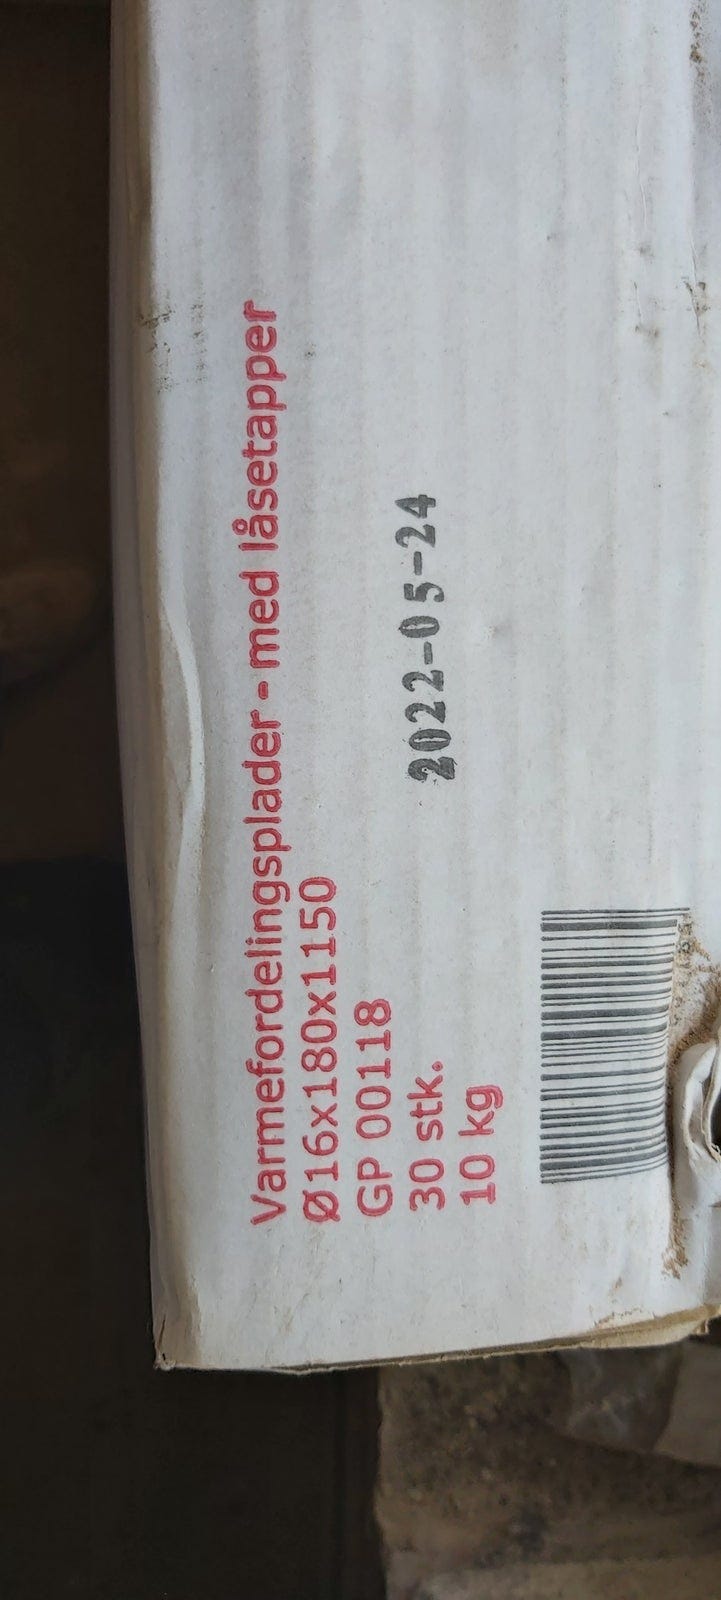 Varmefordelingsplader - med låsetapper
Ø16x180x1150
GP 00118
30 stk.
10 kg
2022-05-24